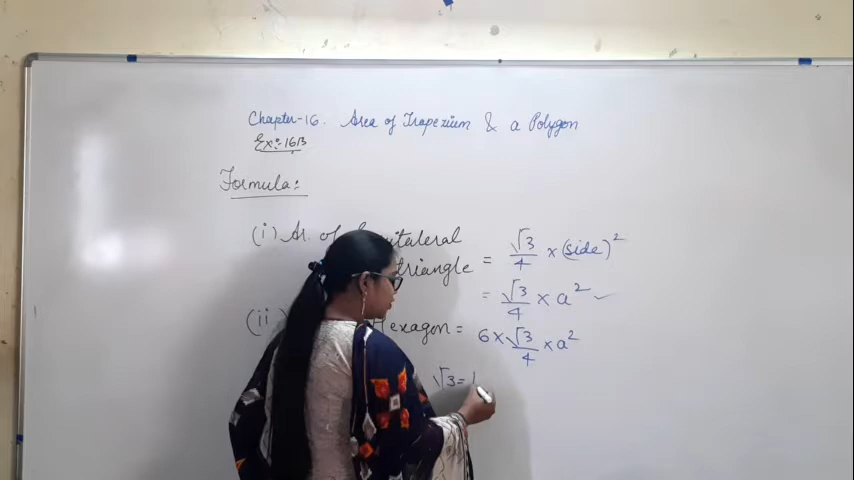 Chapter-16. Area of Trapezium & a Polygon
Ex:-16B
Formula:
(i) Ar. of
= √3/4 × (side)²
triangle
= √3/4 × a² ✓
(ii) Hexagon = 6 × √3/4 × a²
√3 = 1